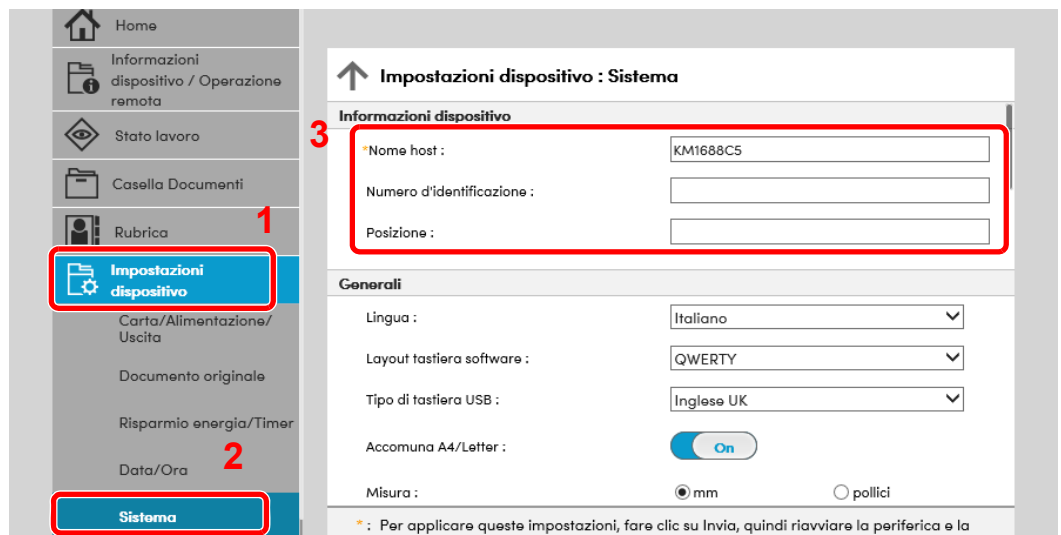 Home
Informazioni
dispositivo / Operazione
remota
Stato lavoro
Casella Documenti
Rubrica
1
Impostazioni
dispositivo
Carta/Alimentazione/
Uscita
Documento originale
Risparmio energia/Timer
Data/Ora
2
Sistema
Impostazioni dispositivo : Sistema
Informazioni dispositivo
3
*Nome host : KM1688C5
Numero d'identificazione :
Posizione :
Generali
Lingua : Italiano
Layout tastiera software : QWERTY
Tipo di tastiera USB : Inglese UK
Accomuna A4/Letter : On
Misura : mm pollici
* : Per applicare queste impostazioni, fare clic su Invia, quindi riavviare la periferica e la